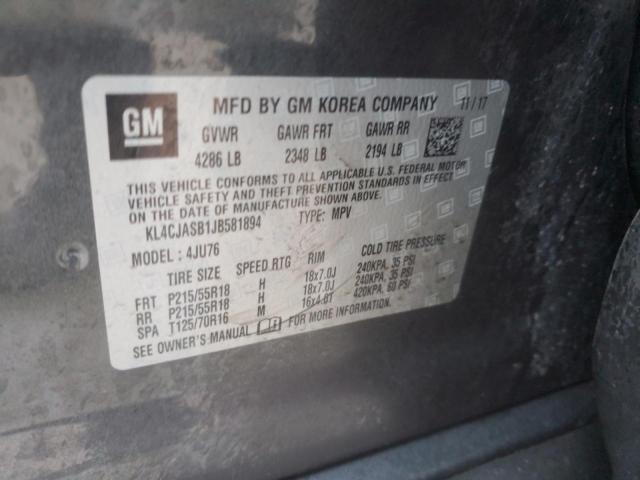 GM
MFD BY GM KOREA COMPANY 11/17
GVWR GAWR FRT GAWR RR
4286 LB 2348 LB 2194 LB
THIS VEHICLE CONFORMS TO ALL APPLICABLE U.S. FEDERAL MOTOR
VEHICLE SAFETY AND THEFT PREVENTION STANDARDS IN EFFECT
ON THE DATE OF MANUFACTURE SHOWN ABOVE.
KL4CJASB1JB581894 TYPE: MPV
MODEL: 4JU76
TIRE SIZE SPEED RTG RIM COLD TIRE PRESSURE
FRT P215/55R18 H 18x7.0J 240KPA, 35 PSI
RR P215/55R18 H 18x7.0J 240KPA, 35 PSI
SPA T125/70R16 M 16x4.0T 420KPA, 60 PSI
SEE OWNER'S MANUAL FOR MORE INFORMATION.